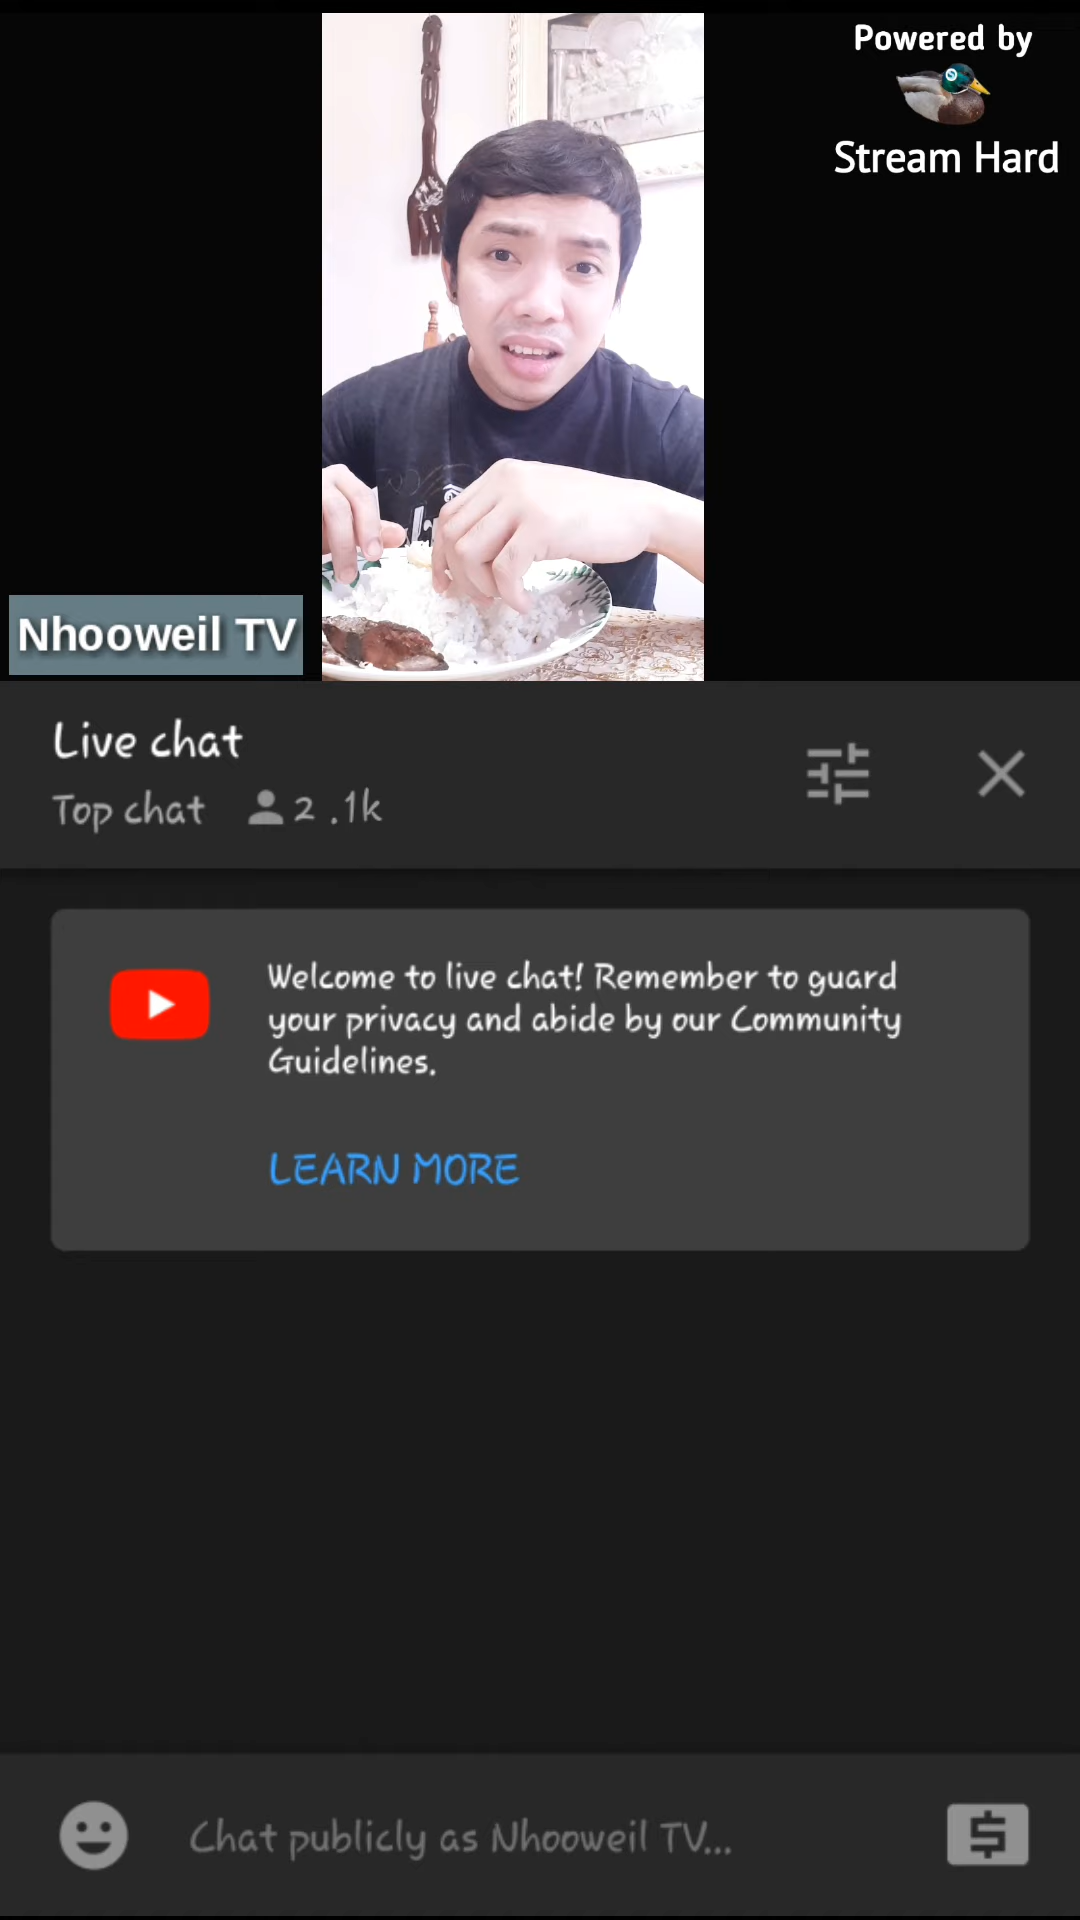 Powered by
Stream Hard
Nhooweil TV
Live chat
Top chat 2 .1k
Welcome to live chat! Remember to guard
your privacy and abide by our Community
Guidelines.
LEARN MORE
Chat publicly as Nhooweil TV...